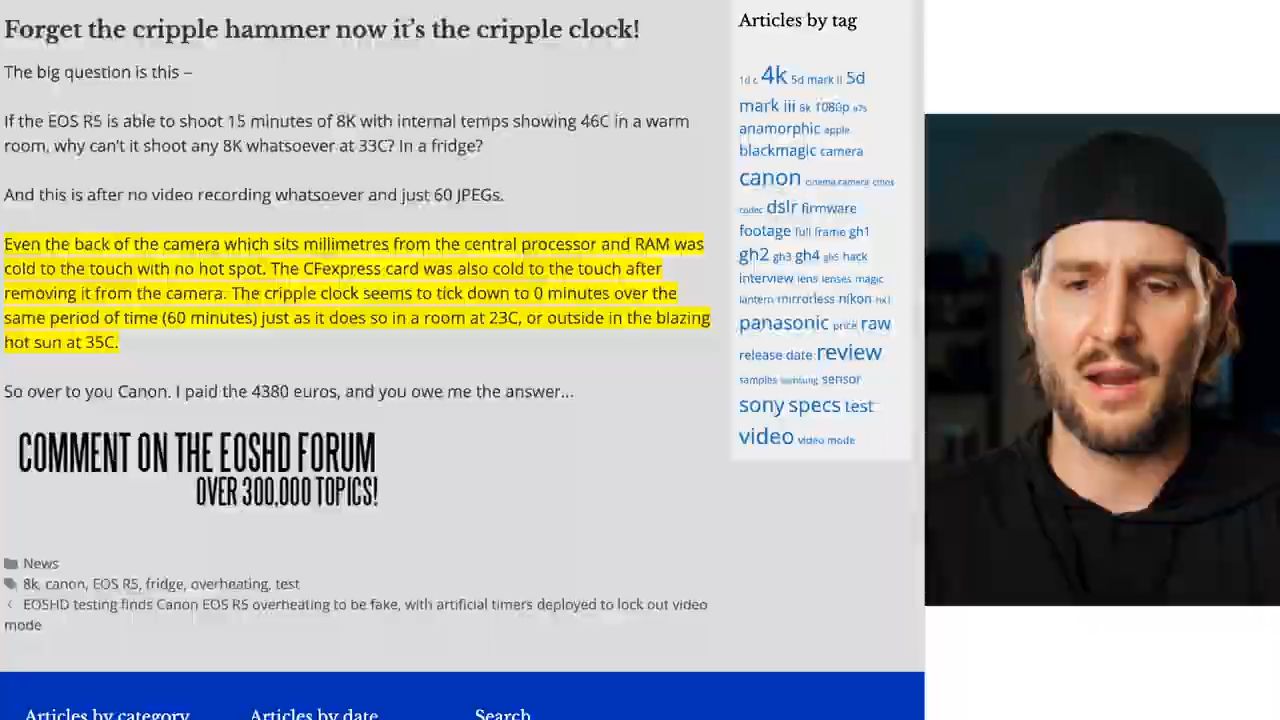 Forget the cripple hammer now it's the cripple clock!
The big question is this –
If the EOS R5 is able to shoot 15 minutes of 8K with internal temps showing 46C in a warm
room, why can't it shoot any 8K whatsoever at 33C? In a fridge?
And this is after no video recording whatsoever and just 60 JPEGs.
Even the back of the camera which sits millimetres from the central processor and RAM was
cold to the touch with no hot spot. The CFexpress card was also cold to the touch after
removing it from the camera. The cripple clock seems to tick down to 0 minutes over the
same period of time (60 minutes) just as it does so in a room at 23C, or outside in the blazing
hot sun at 35C.
So over to you Canon. I paid the 4380 euros, and you owe me the answer…
COMMENT ON THE EOSHD FORUM
OVER 300,000 TOPICS!
News
8k, canon, EOS R5, fridge, overheating, test
‹ EOSHD testing finds Canon EOS R5 overheating to be fake, with artificial timers deployed to lock out video
mode
Articles by tag
1d c 4k 5d mark ii 5d
mark iii 8k 1080p a7s
anamorphic apple
blackmagic camera
canon cinema camera cmos
codec dslr firmware
footage full frame gh1
gh2 gh3 gh4 gh5 hack
interview lens lenses magic
lantern mirrorless nikon nx1
panasonic price raw
release date review
samples samsung sensor
sony specs test
video video mode
Articles by category
Articles by date
Search